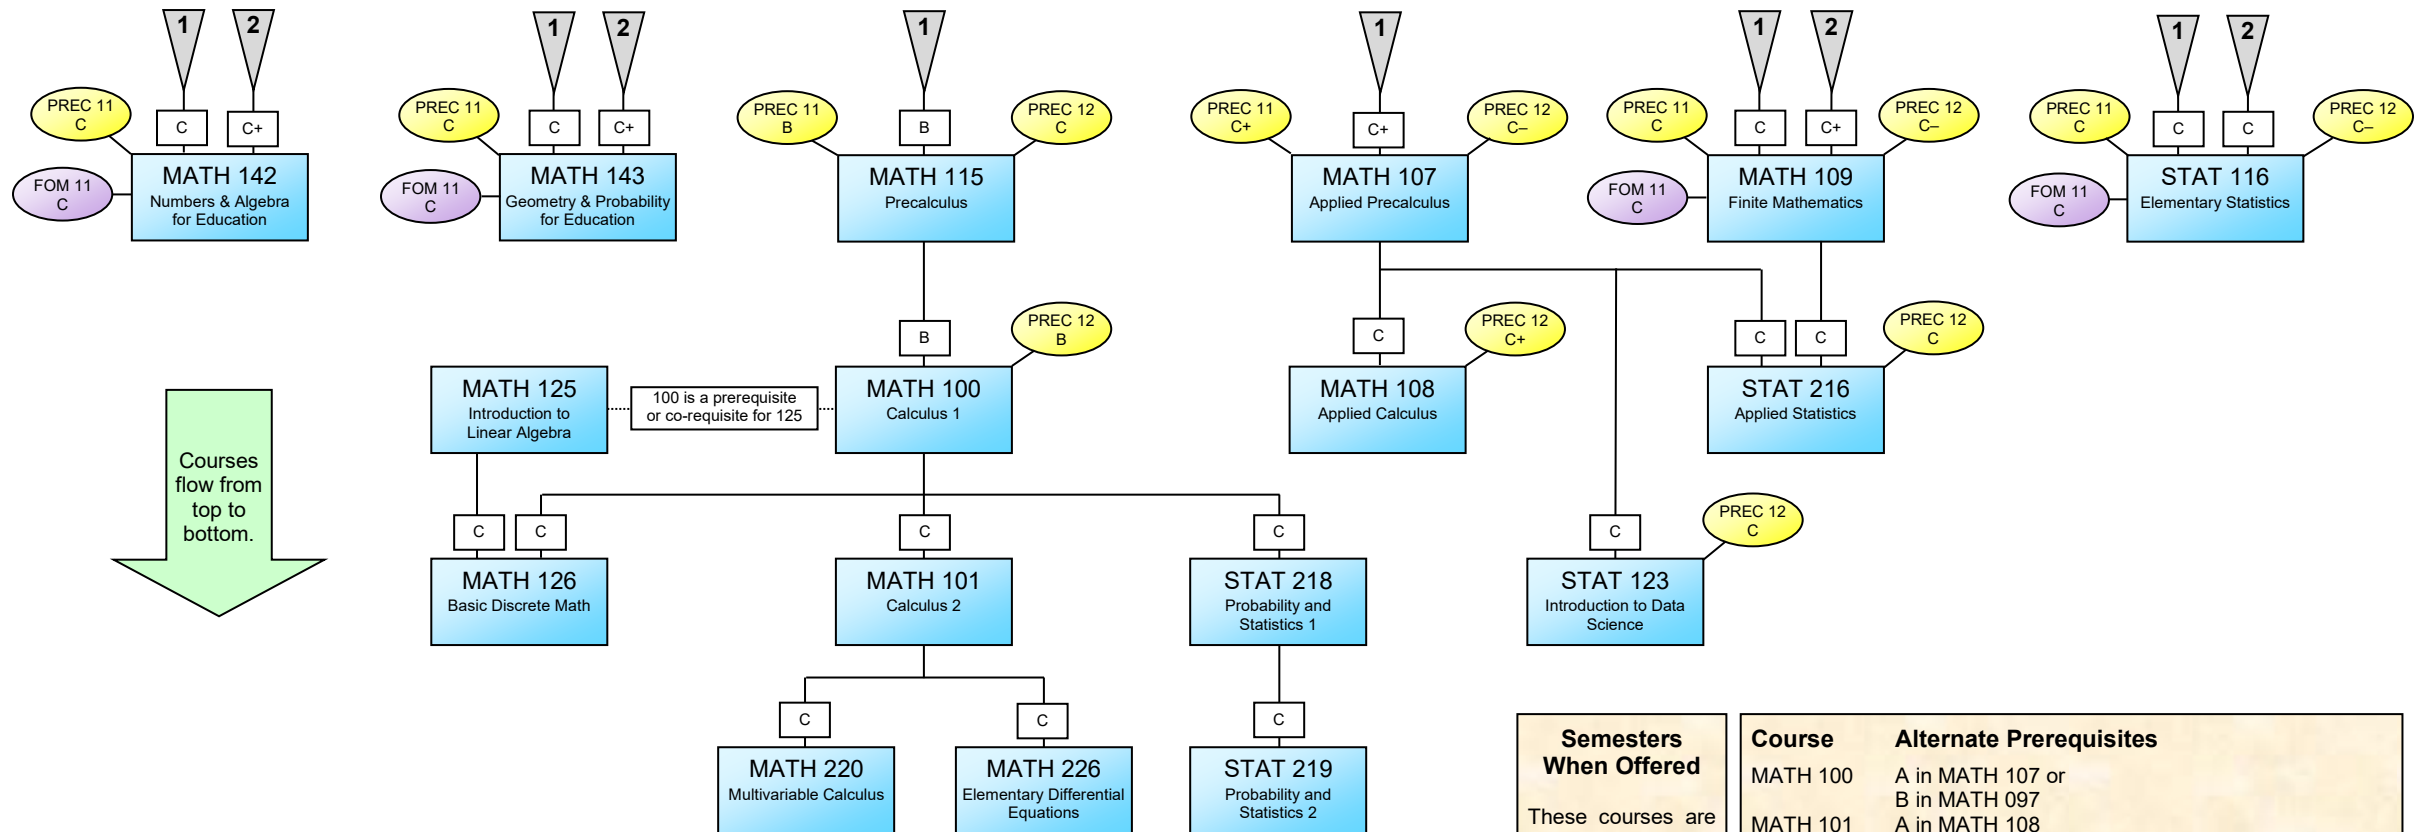 1
2
1
2
1
1
1
2
1
2
PREC 11
C
C
C+
PREC 11
C
C
C+
PREC 11
B
B
PREC 12
C
PREC 11
C+
C+
PREC 12
C–
PREC 11
C
C
C+
PREC 12
C–
PREC 11
C
C
C
PREC 12
C–
FOM 11
C
MATH 142
Numbers & Algebra
for Education
FOM 11
C
MATH 143
Geometry & Probability
for Education
MATH 115
Precalculus
MATH 107
Applied Precalculus
FOM 11
C
MATH 109
Finite Mathematics
FOM 11
C
STAT 116
Elementary Statistics
B
PREC 12
B
C
PREC 12
C+
C
C
PREC 12
C
MATH 125
Introduction to
Linear Algebra
100 is a prerequisite
or co-requisite for 125
MATH 100
Calculus 1
MATH 108
Applied Calculus
STAT 216
Applied Statistics
Courses
flow from
top to
bottom.
C
C
C
C
C
PREC 12
C
MATH 126
Basic Discrete Math
MATH 101
Calculus 2
STAT 218
Probability and
Statistics 1
STAT 123
Introduction to Data
Science
C
C
C
MATH 220
Multivariable Calculus
MATH 226
Elementary Differential
Equations
STAT 219
Probability and
Statistics 2
Semesters
When Offered
These courses are
Course Alternate Prerequisites
MATH 100 A in MATH 107 or
B in MATH 097
MATH 101 A in MATH 108